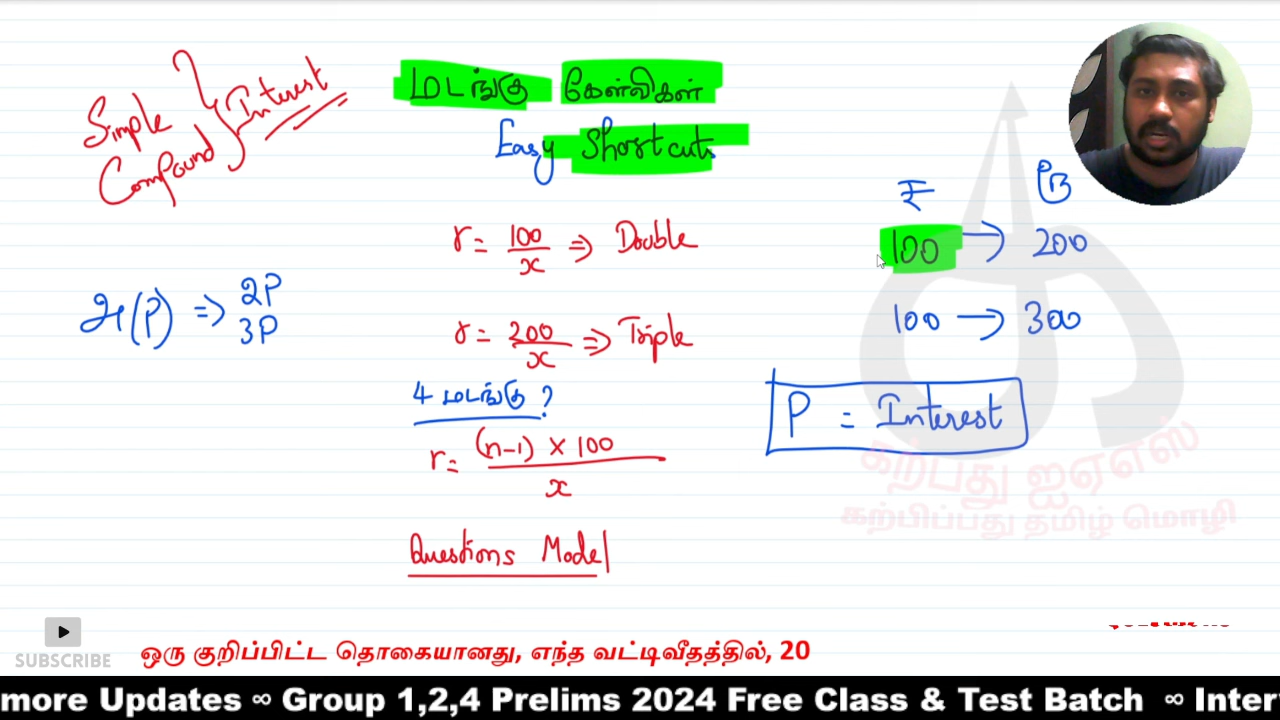 Simple
Compound
Interest
மடங்கு கேள்விகள்
Easy Shortcuts
r = 100/x => Double
r = 200/x => Triple
4 மடங்கு ?
r = (n-1) × 100 / x
Questions Model
(P) => 2P
3P
₹
100 → 200
100 → 300
P = Interest
கற்பது ஐஏஎஸ்
கற்பிப்பது தமிழ் மொழி
SUBSCRIBE
ஒரு குறிப்பிட்ட தொகையானது, எந்த வட்டிவீதத்தில், 20
more Updates ∞ Group 1,2,4 Prelims 2024 Free Class & Test Batch ∞ Inter